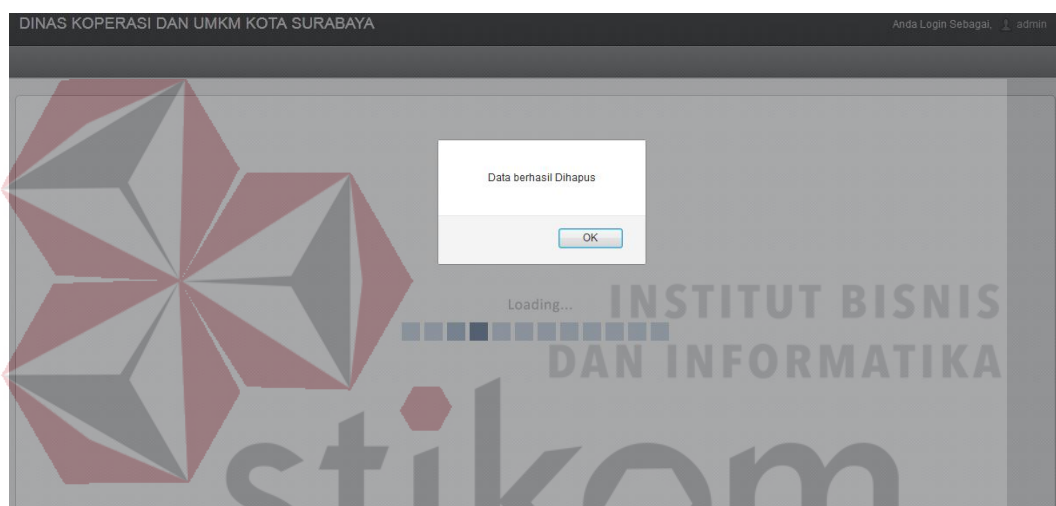 DINAS KOPERASI DAN UMKM KOTA SURABAYA
Anda Login Sebagai, admin
Data berhasil Dihapus
OK
Loading...
INSTITUT BISNIS
DAN INFORMATIKA
stikom